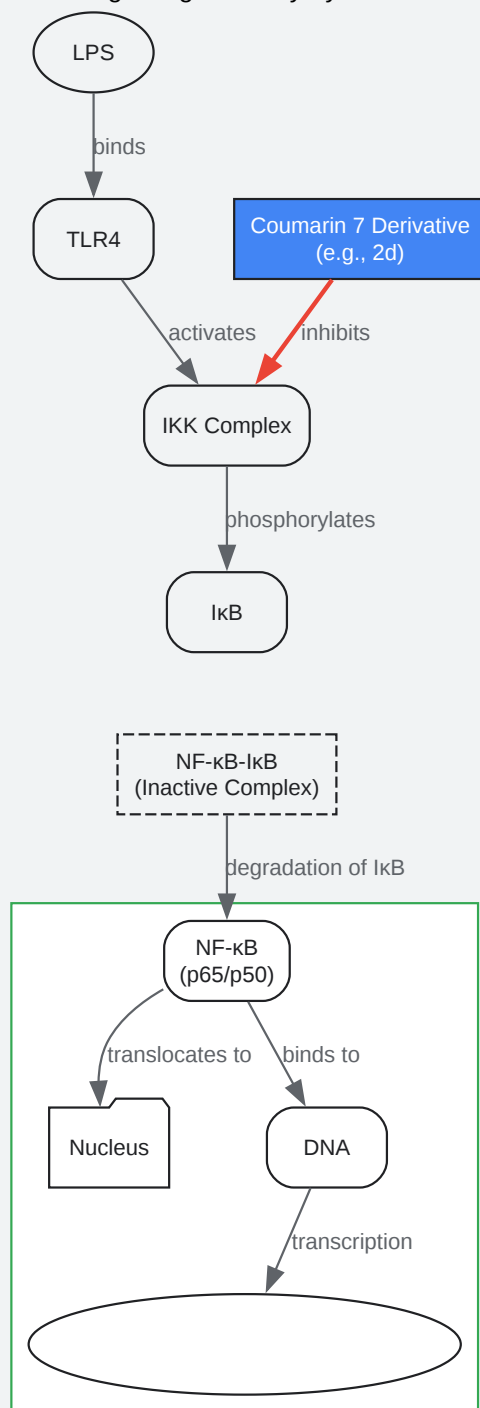 LPS
binds
TLR4
Coumarin 7 Derivative
(e.g., 2d)
activates
inhibits
IKK Complex
phosphorylates
IκB
NF-κB-IκB
(Inactive Complex)
degradation of IκB
NF-κB
(p65/p50)
translocates to
binds to
Nucleus
DNA
transcription